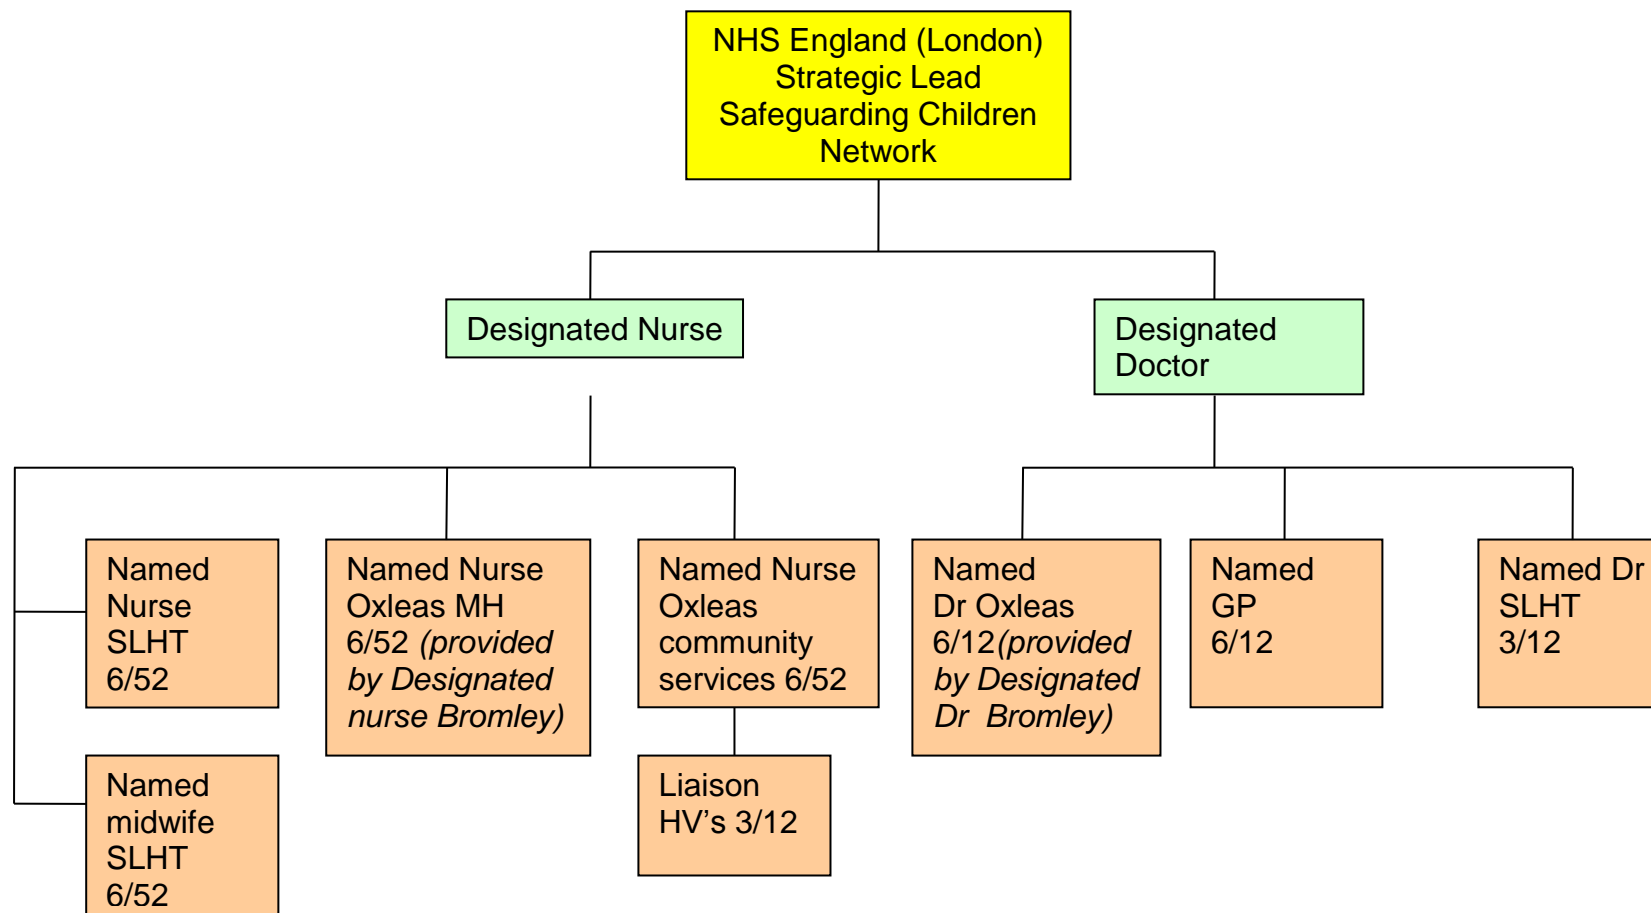 NHS England (London)
Strategic Lead
Safeguarding Children
Network
Designated Nurse
Designated
Doctor
Named
Nurse
SLHT
6/52
Named Nurse
Oxleas MH
6/52 (provided
by Designated
nurse Bromley)
Named Nurse
Oxleas
community
services 6/52
Named
Dr Oxleas
6/12(provided
by Designated
Dr  Bromley)
Named
GP
6/12
Named Dr
SLHT
3/12
Named
midwife
SLHT
6/52
Liaison
HV’s 3/12